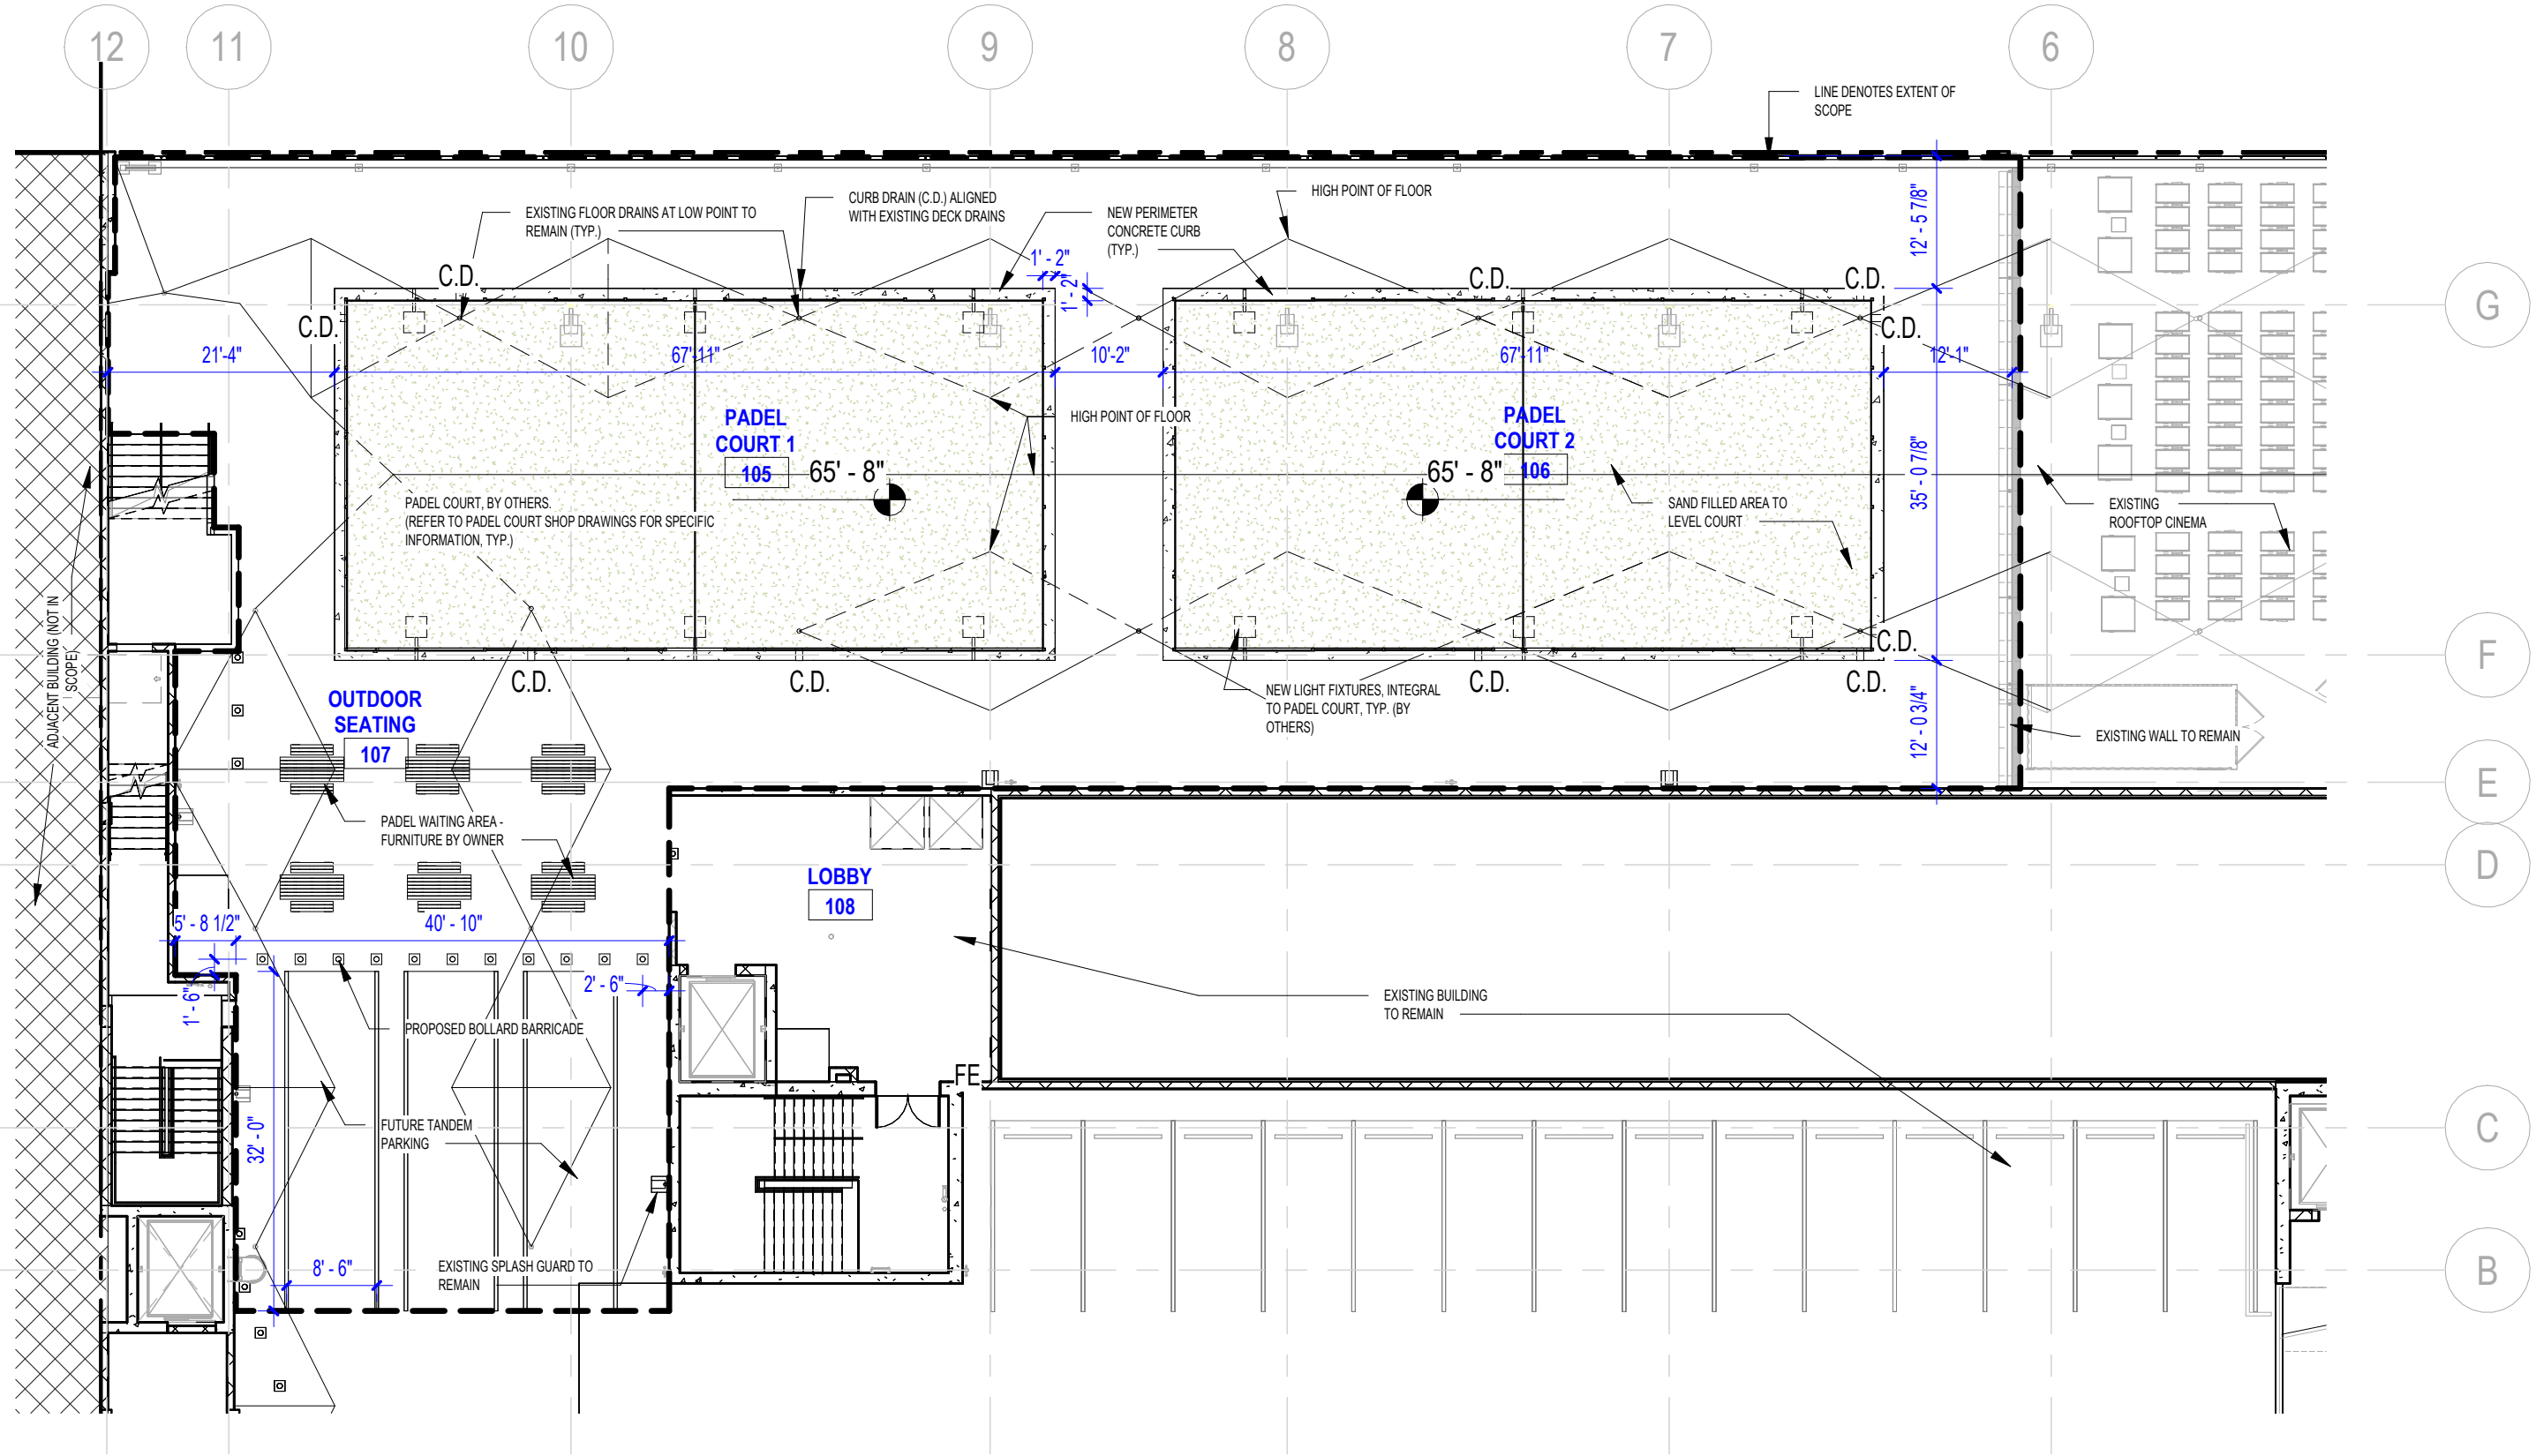 12
11
10
9
8
7
6
LINE DENOTES EXTENT OF
SCOPE
EXISTING FLOOR DRAINS AT LOW POINT TO
REMAIN (TYP.)
CURB DRAIN (C.D.) ALIGNED
WITH EXISTING DECK DRAINS
NEW PERIMETER
CONCRETE CURB
(TYP.)
HIGH POINT OF FLOOR
12' - 5 7/8"
1' - 2"
1' - 2"
C.D.
C.D.
C.D.
C.D.
C.D.
G
21'-4"
67'-11"
10'-2"
67'-11"
12'-1"
PADEL
COURT 1
105
65' - 8"
HIGH POINT OF FLOOR
PADEL
COURT 2
106
65' - 8"
35' - 0 7/8"
PADEL COURT, BY OTHERS.
(REFER TO PADEL COURT SHOP DRAWINGS FOR SPECIFIC
INFORMATION, TYP.)
SAND FILLED AREA TO
LEVEL COURT
EXISTING
ROOFTOP CINEMA
ADJACENT BUILDING (NOT IN
SCOPE)
C.D.
F
C.D.
C.D.
C.D.
C.D.
OUTDOOR
SEATING
107
NEW LIGHT FIXTURES, INTEGRAL
TO PADEL COURT, TYP. (BY
OTHERS)
12' - 0 3/4"
EXISTING WALL TO REMAIN
E
PADEL WAITING AREA -
FURNITURE BY OWNER
D
LOBBY
108
5' - 8 1/2"
40' - 10"
1' - 6"
2' - 6"
EXISTING BUILDING
TO REMAIN
PROPOSED BOLLARD BARRICADE
FE
FUTURE TANDEM
PARKING
32' - 0"
C
8' - 6"
EXISTING SPLASH GUARD TO
REMAIN
B